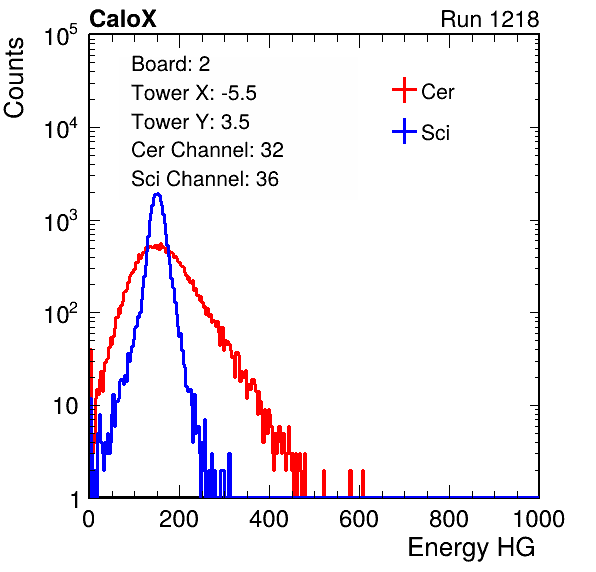 CaloX Run 1218
Counts
10^5
10^4
10^3
10^2
10
1
Board: 2
Tower X: -5.5
Tower Y: 3.5
Cer Channel: 32
Sci Channel: 36
Cer
Sci
0 200 400 600 800 1000
Energy HG